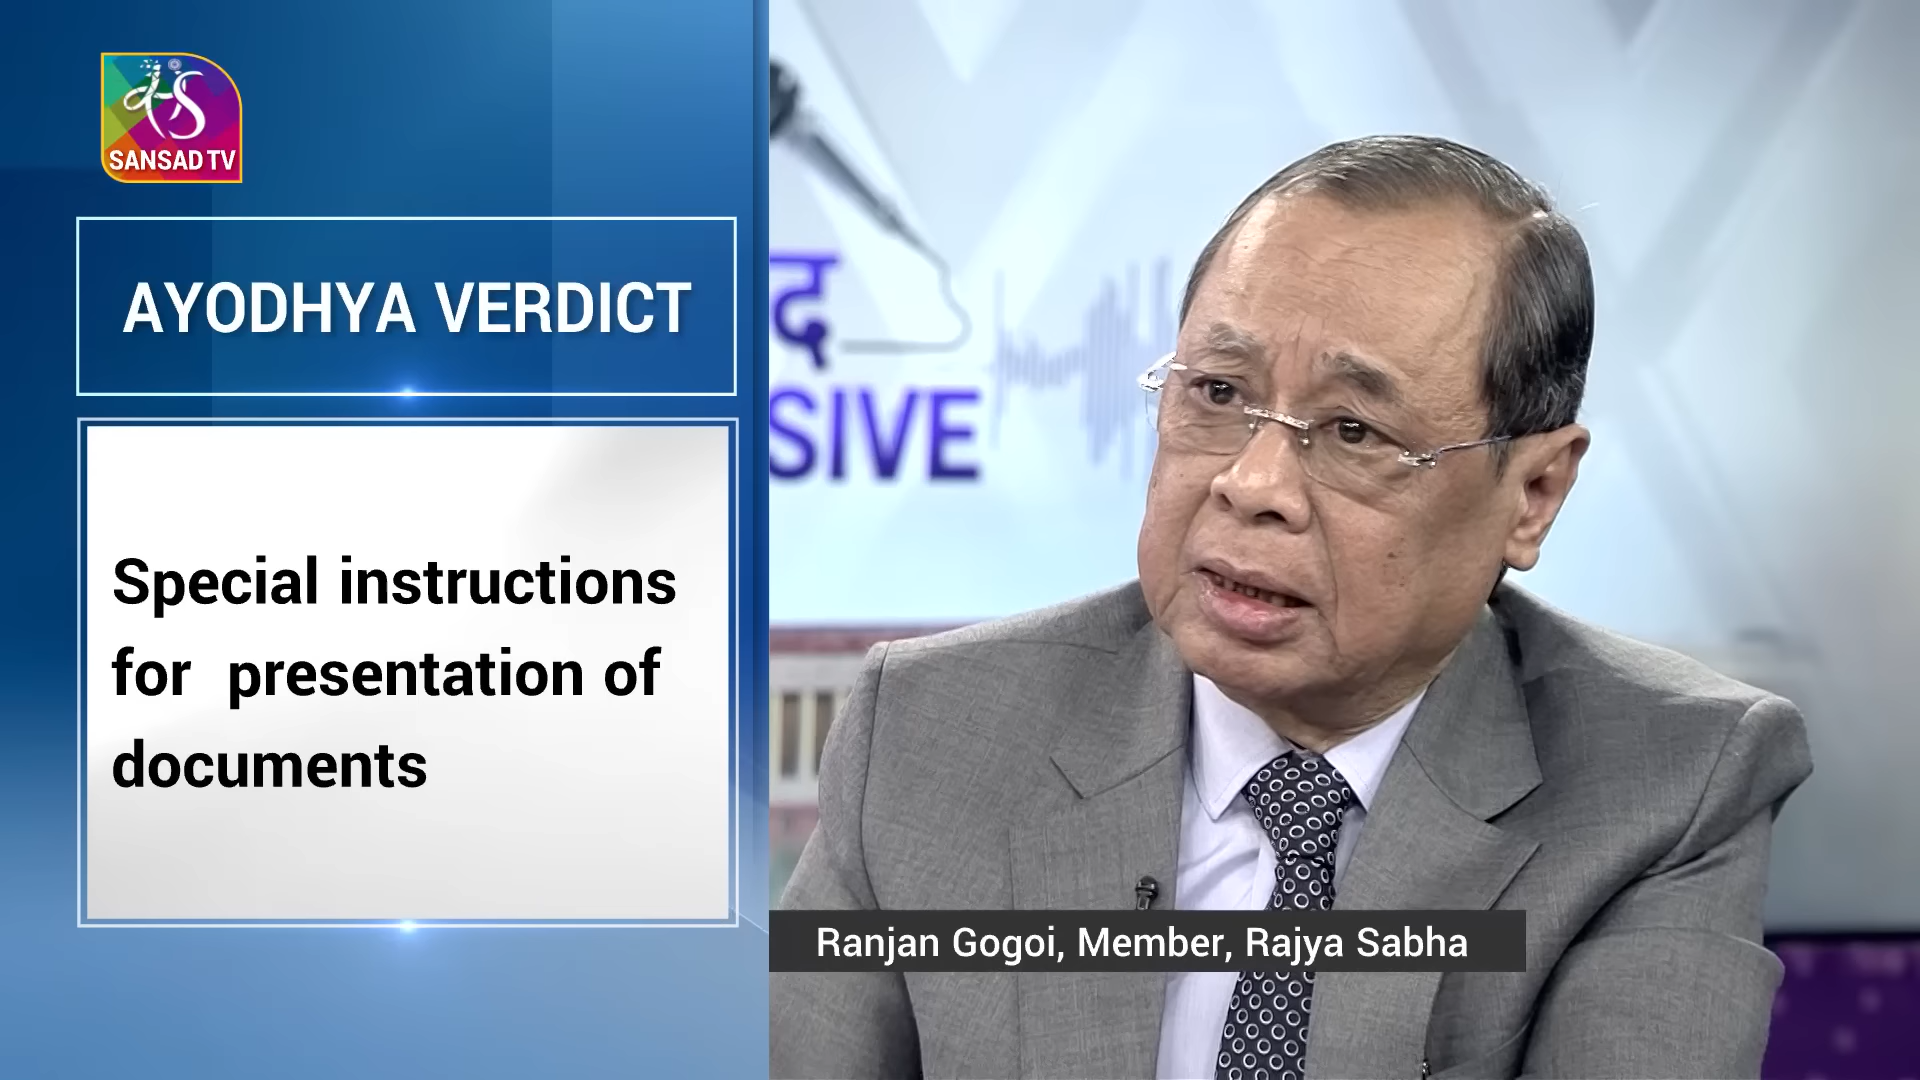 SANSAD TV
AYODHYA VERDICT
Special instructions
for presentation of
documents
SIVE
Ranjan Gogoi, Member, Rajya Sabha